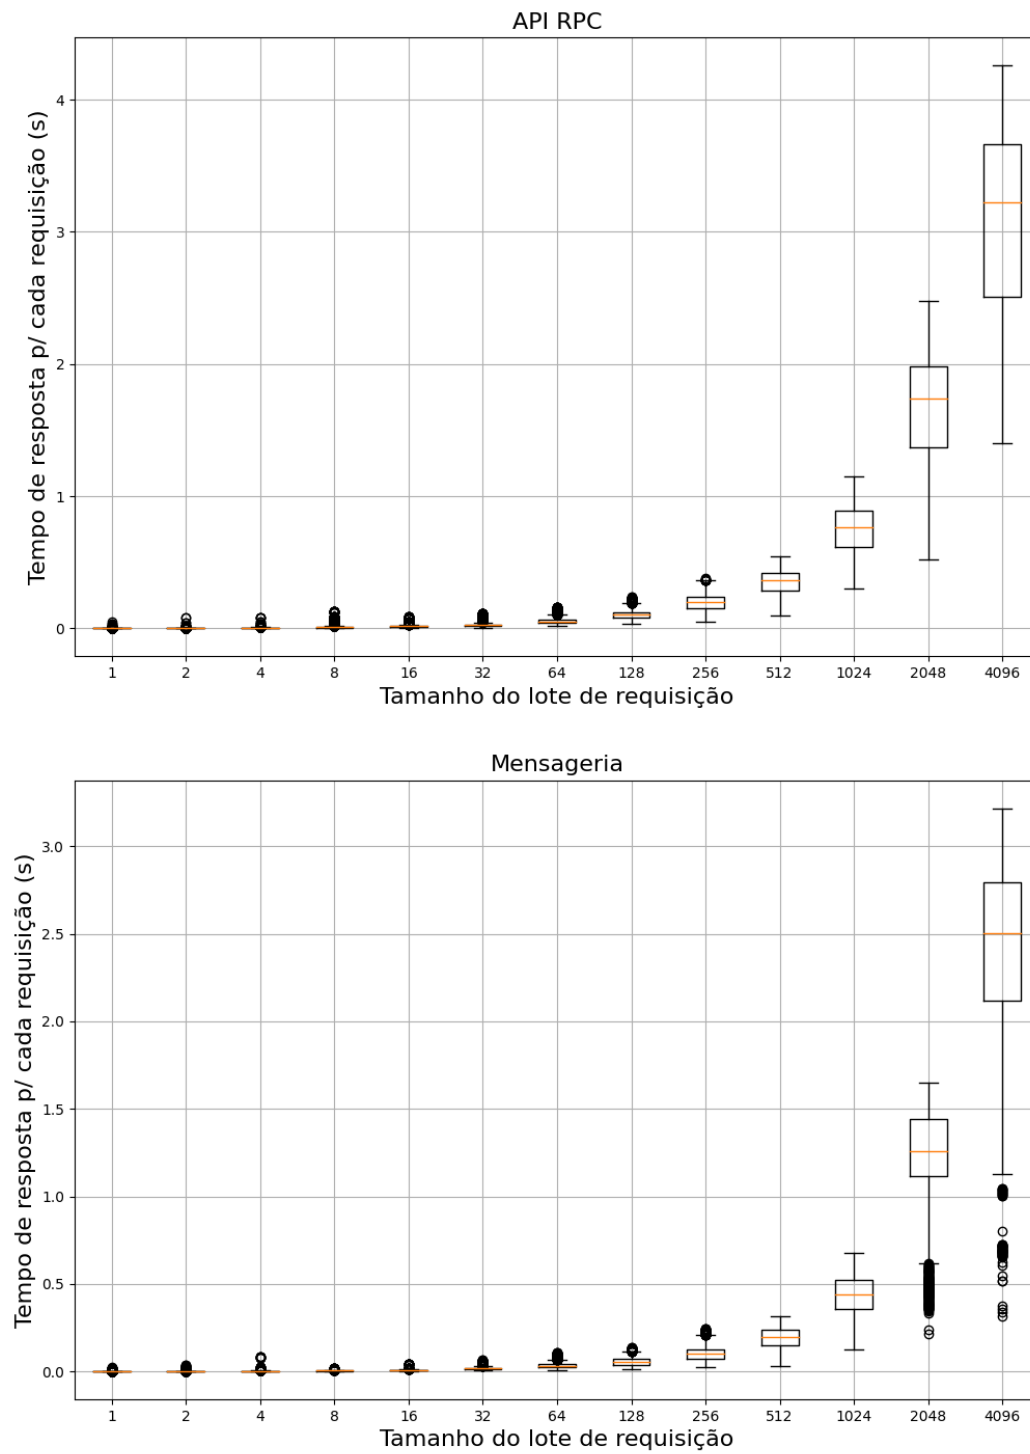 API RPC
Tempo de resposta p/ cada requisição (s)
4
3
2
1
0
1 2 4 8 16 32 64 128 256 512 1024 2048 4096
Tamanho do lote de requisição
Mensageria
Tempo de resposta p/ cada requisição (s)
3.0
2.5
2.0
1.5
1.0
0.5
0.0
1 2 4 8 16 32 64 128 256 512 1024 2048 4096
Tamanho do lote de requisição